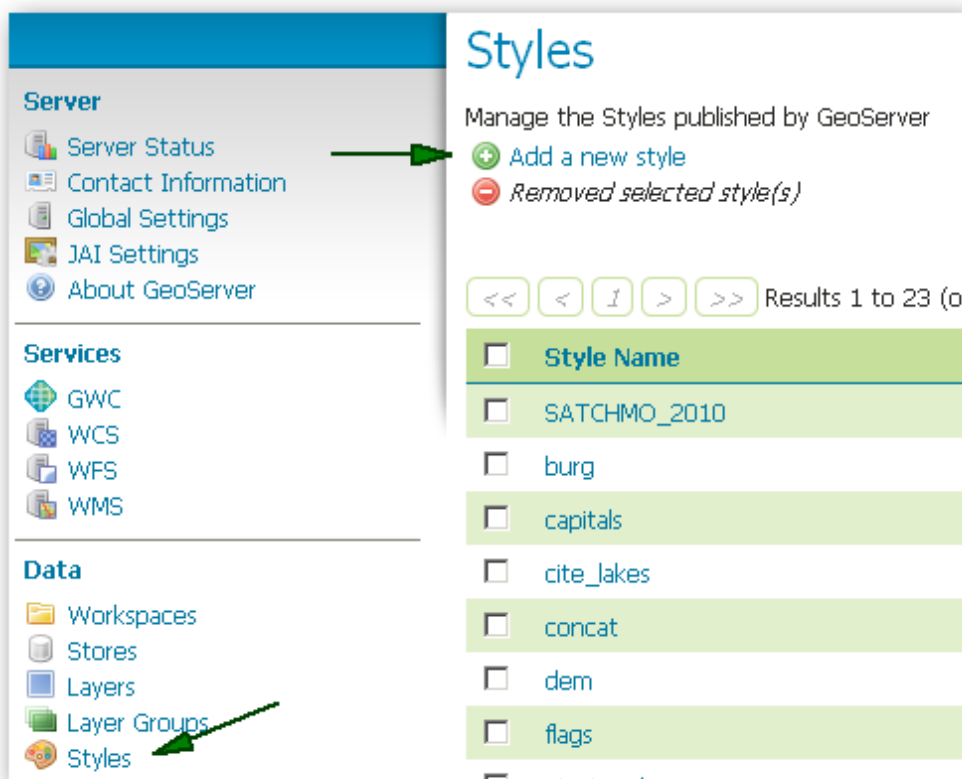 Server
Server Status
Contact Information
Global Settings
JAI Settings
About GeoServer
Services
GWC
WCS
WFS
WMS
Data
Workspaces
Stores
Layers
Layer Groups
Styles
Styles
Manage the Styles published by GeoServer
Add a new style
Removed selected style(s)
<< < 1 > >> Results 1 to 23 (o
Style Name
SATCHMO_2010
burg
capitals
cite_lakes
concat
dem
flags